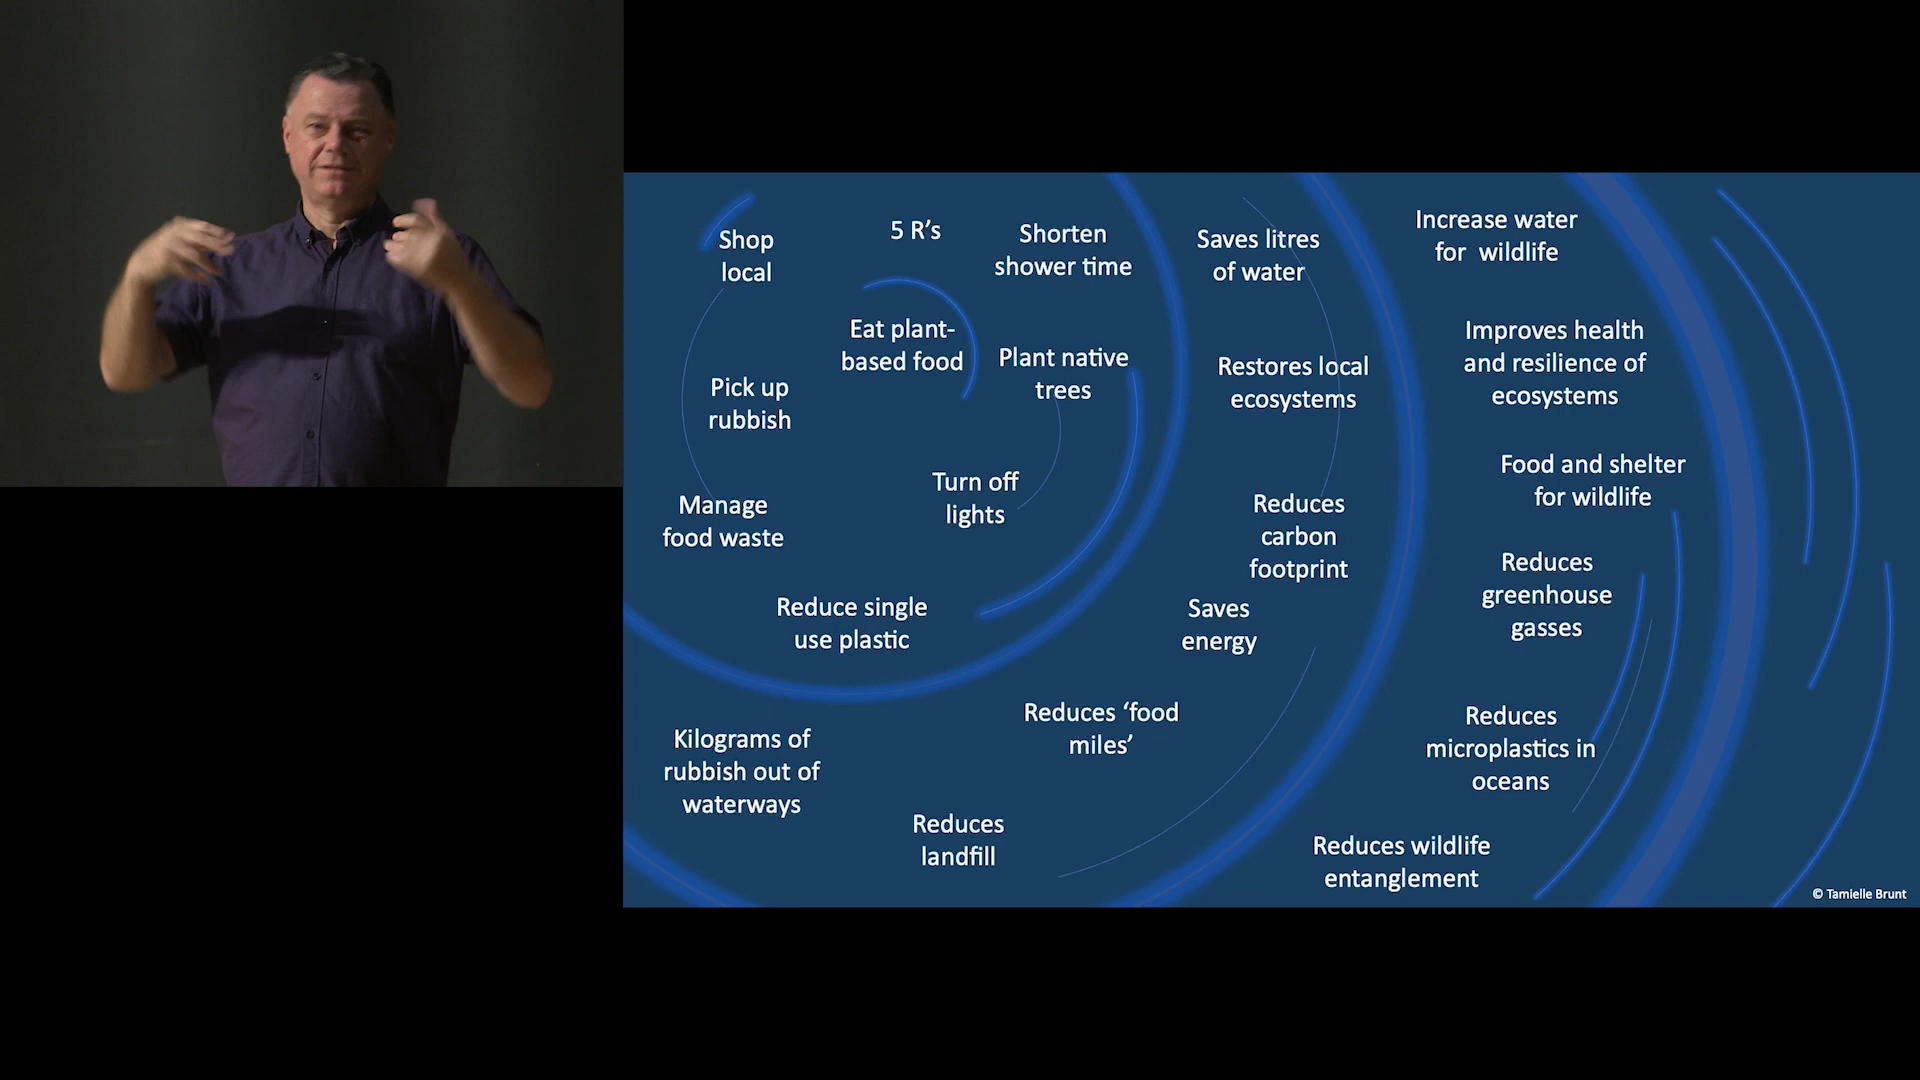 Shop
local
5 R’s
Shorten
shower time
Eat plant-
based food
Plant native
trees
Pick up
rubbish
Turn off
lights
Manage
food waste
Reduce single
use plastic
Saves litres
of water
Restores local
ecosystems
Reduces
carbon
footprint
Saves
energy
Reduces ‘food
miles’
Kilograms of
rubbish out of
waterways
Reduces
landfill
Increase water
for  wildlife
Improves health
and resilience of
ecosystems
Food and shelter
for wildlife
Reduces
greenhouse
gasses
Reduces
microplastics in
oceans
Reduces wildlife
entanglement
© Tamielle Brunt